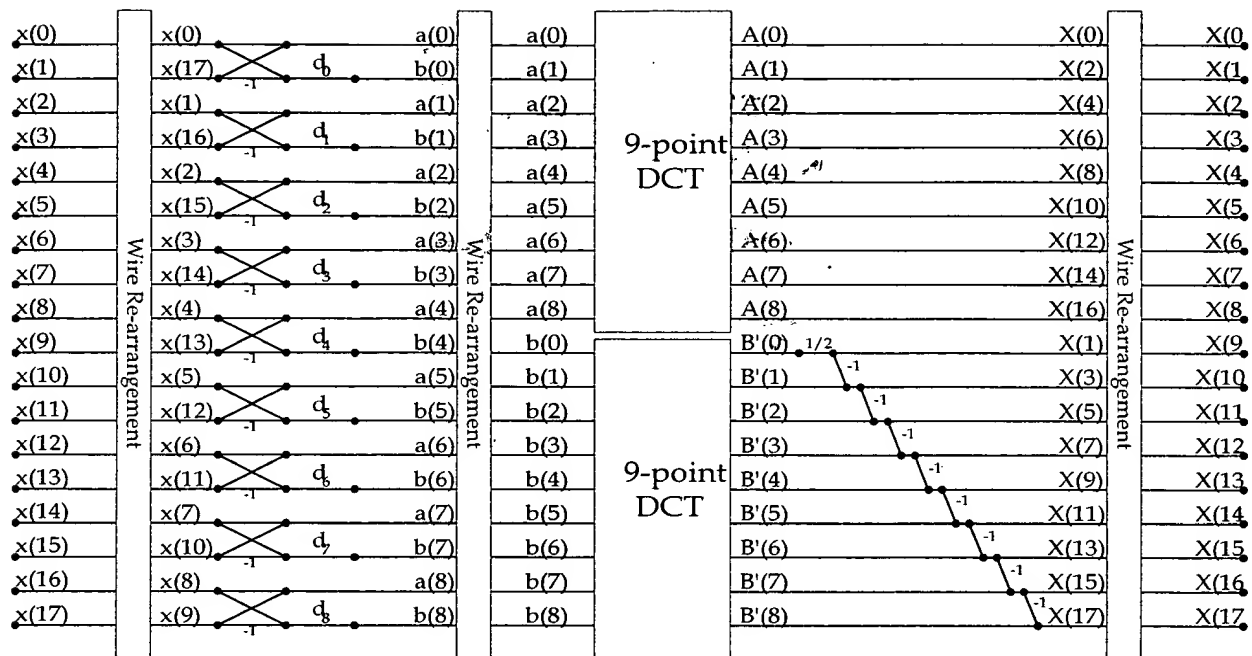 x(0) x(0) a(0) a(0) A(0) X(0) X(0)
x(1) x(17) -1 d0 b(0) a(1) A(1) X(2) X(1)
x(2) x(1) a(1) a(2) A(2) X(4) X(2)
x(3) x(16) -1 d1 b(1) a(3) 9-point A(3) X(6) X(3)
x(4) x(2) a(2) a(4) DCT A(4) X(8) X(4)
x(5) x(15) -1 d2 b(2) a(5) A(5) X(10) X(5)
x(6) x(3) a(3) a(6) A(6) X(12) X(6)
x(7) x(14) -1 d3 b(3) a(7) A(7) X(14) X(7)
x(8) x(4) a(4) a(8) A(8) X(16) X(8)
x(9) x(13) -1 d4 b(4) b(0) B'(0) 1/2 X(1) X(9)
x(10) x(5) a(5) b(1) B'(1) -1 X(3) X(10)
x(11) x(12) -1 d5 b(5) b(2) B'(2) -1 X(5) X(11)
x(12) x(6) a(6) b(3) B'(3) -1 X(7) X(12)
x(13) x(11) -1 d6 b(6) b(4) 9-point B'(4) -1 X(9) X(13)
x(14) x(7) a(7) b(5) DCT B'(5) -1 X(11) X(14)
x(15) x(10) -1 d7 b(7) b(6) B'(6) -1 X(13) X(15)
x(16) x(8) a(8) b(7) B'(7) -1 X(15) X(16)
x(17) x(9) -1 d8 b(8) b(8) B'(8) -1 X(17) X(17)
Wire Re-arrangement
Wire Re-arrangement
Wire Re-arrangement